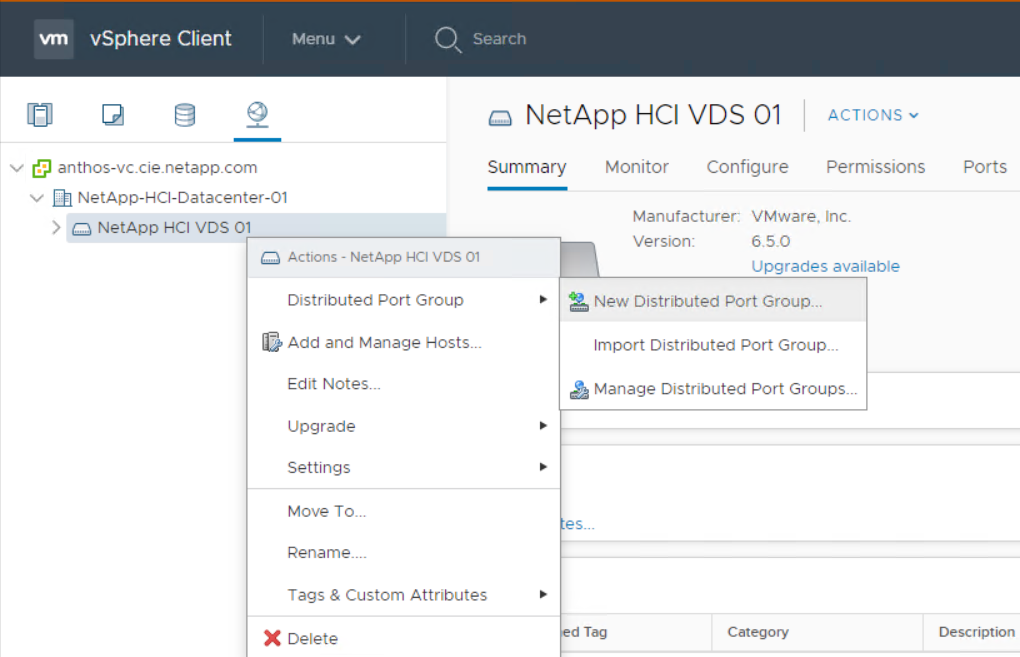 vm vSphere Client Menu Search
NetApp HCI VDS 01 ACTIONS
Summary Monitor Configure Permissions Ports
anthos-vc.cie.netapp.com
NetApp-HCI-Datacenter-01
NetApp HCI VDS 01
Manufacturer: VMware, Inc.
Version: 6.5.0
Upgrades available
Actions - NetApp HCI VDS 01
Distributed Port Group
Add and Manage Hosts...
Edit Notes...
Upgrade
Settings
Move To...
Rename....
Tags & Custom Attributes
Delete
New Distributed Port Group...
Import Distributed Port Group...
Manage Distributed Port Groups...
tes...
ed Tag Category Description